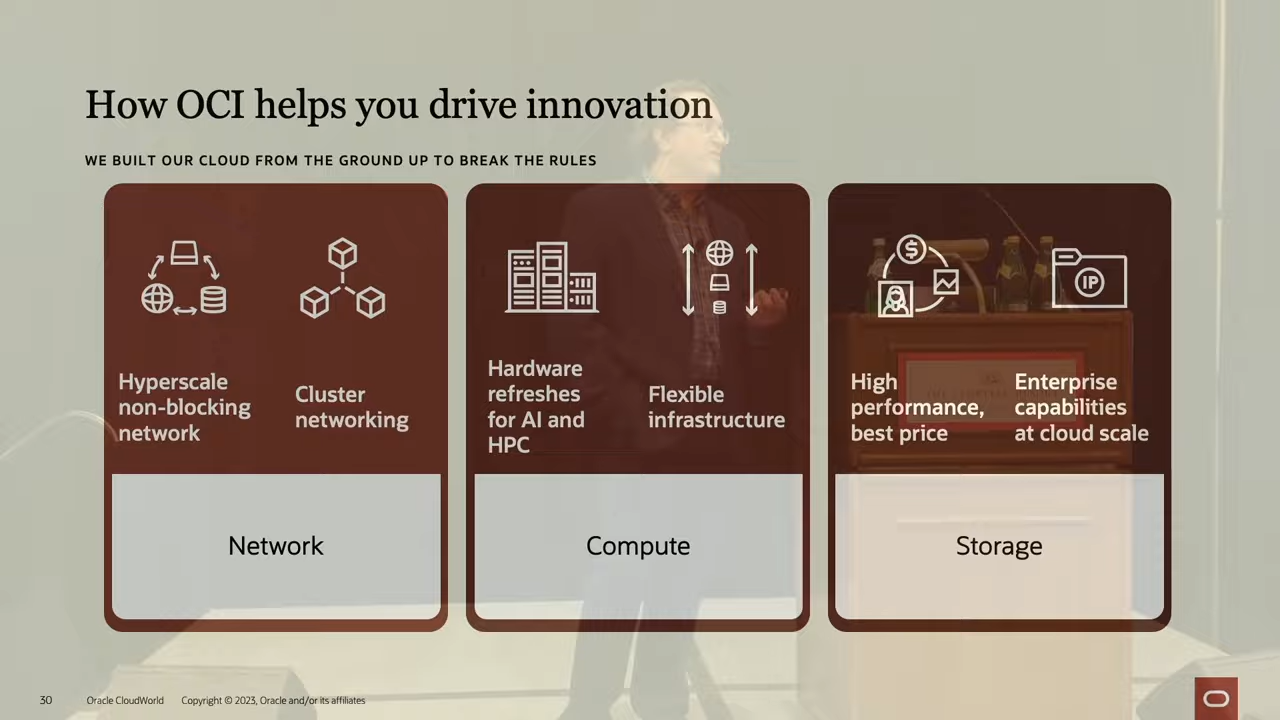 How OCI helps you drive innovation
WE BUILT OUR CLOUD FROM THE GROUND UP TO BREAK THE RULES
Hyperscale
non-blocking
network
Cluster
networking
Network
Hardware
refreshes
for AI and
HPC
Flexible
infrastructure
Compute
$
IP
High
performance,
best price
Enterprise
capabilities
at cloud scale
Storage
30 Oracle CloudWorld Copyright © 2023, Oracle and/or its affiliates